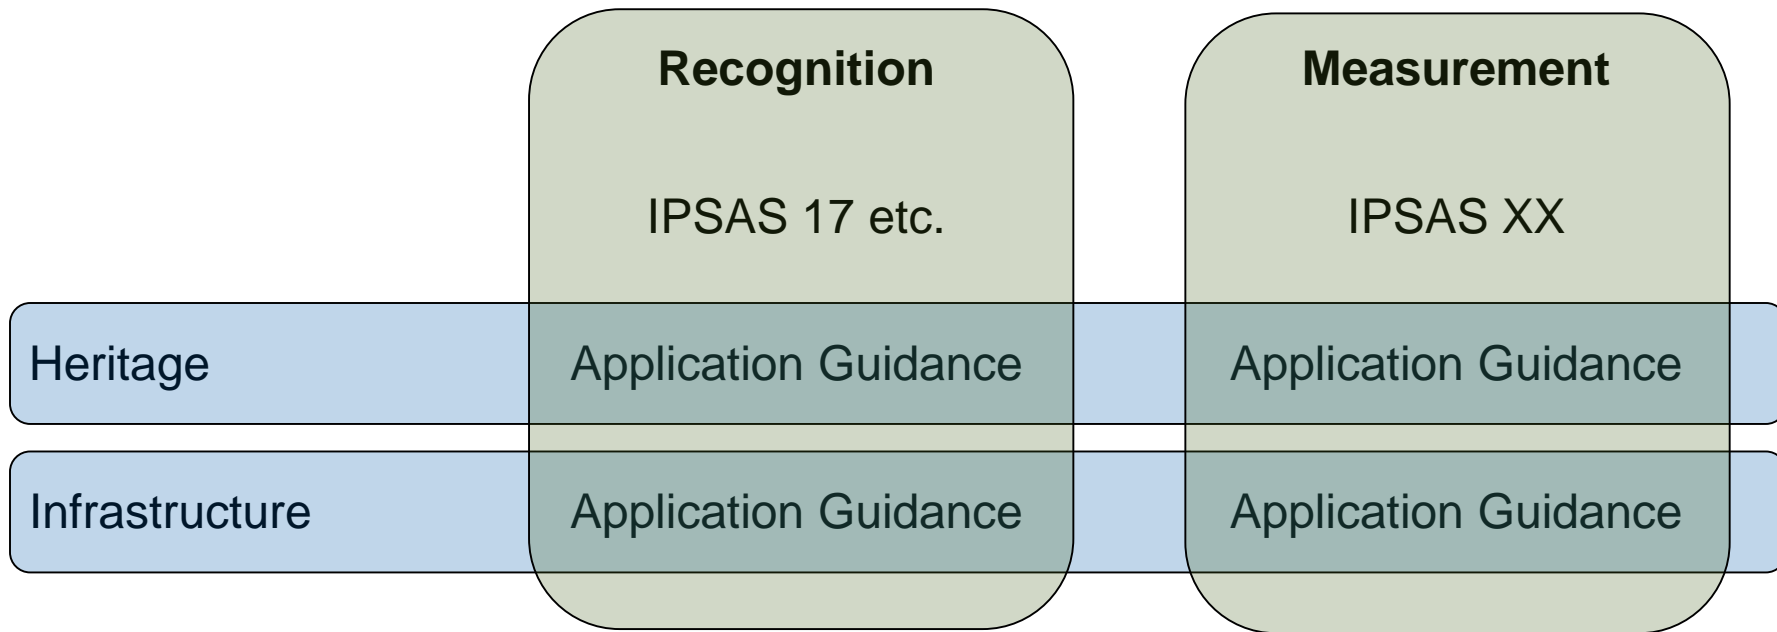 Recognition
Measurement
IPSAS 17 etc.
IPSAS XX
Heritage
Application Guidance
Application Guidance
Infrastructure
Application Guidance
Application Guidance